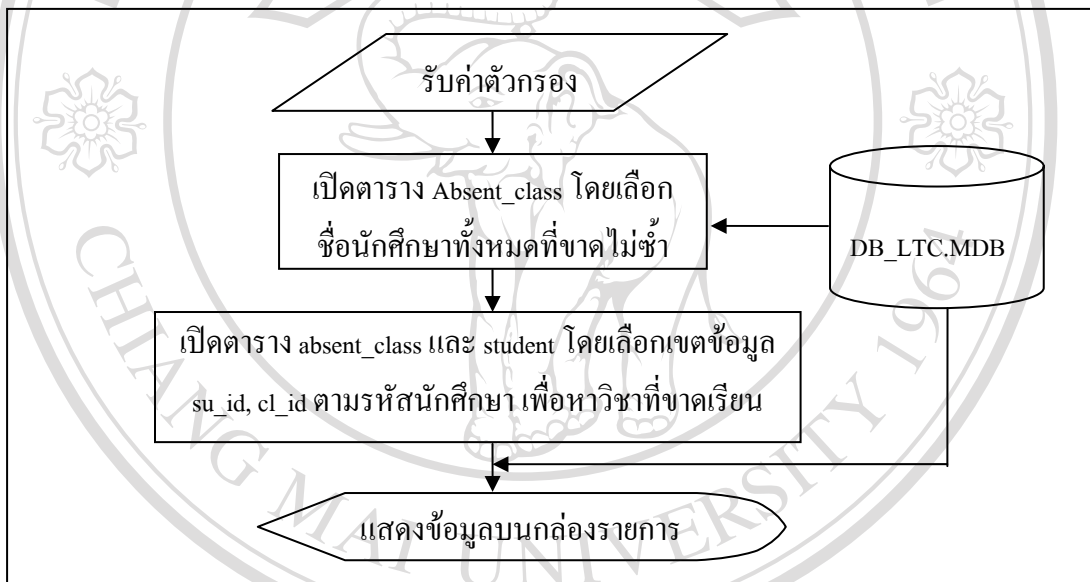 รับค่าตัวกรอง
เปิดตาราง Absent_class โดยเลือก
ชื่อนักศึกษาทั้งหมดที่ขาดไม่ซ้ำ
DB_LTC.MDB
เปิดตาราง absent_class และ student โดยเลือกเขตข้อมูล
su_id, cl_id ตามรหัสนักศึกษา เพื่อหาวิชาที่ขาดเรียน
แสดงข้อมูลบนกล่องรายการ
CHIANG MAI UNIVERSITY 1964